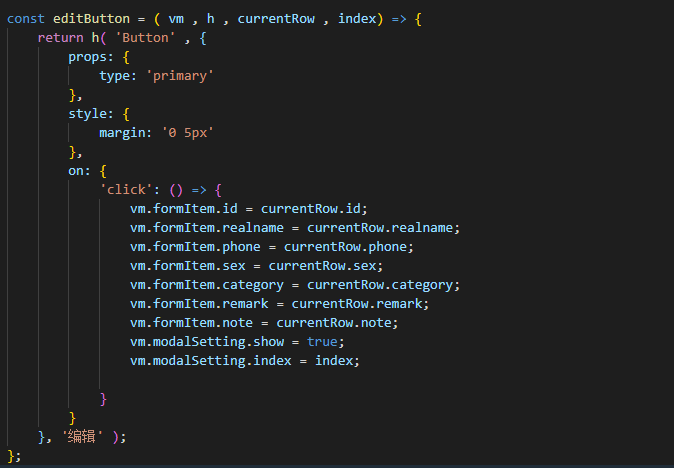 const editButton = ( vm , h , currentRow , index) => {
    return h( 'Button' , {
        props: {
            type: 'primary'
        },
        style: {
            margin: '0 5px'
        },
        on: {
            'click': () => {
                vm.formItem.id = currentRow.id;
                vm.formItem.realname = currentRow.realname;
                vm.formItem.phone = currentRow.phone;
                vm.formItem.sex = currentRow.sex;
                vm.formItem.category = currentRow.category;
                vm.formItem.remark = currentRow.remark;
                vm.formItem.note = currentRow.note;
                vm.modalSetting.show = true;
                vm.modalSetting.index = index;

            }
        }
    }, '编辑' );
};